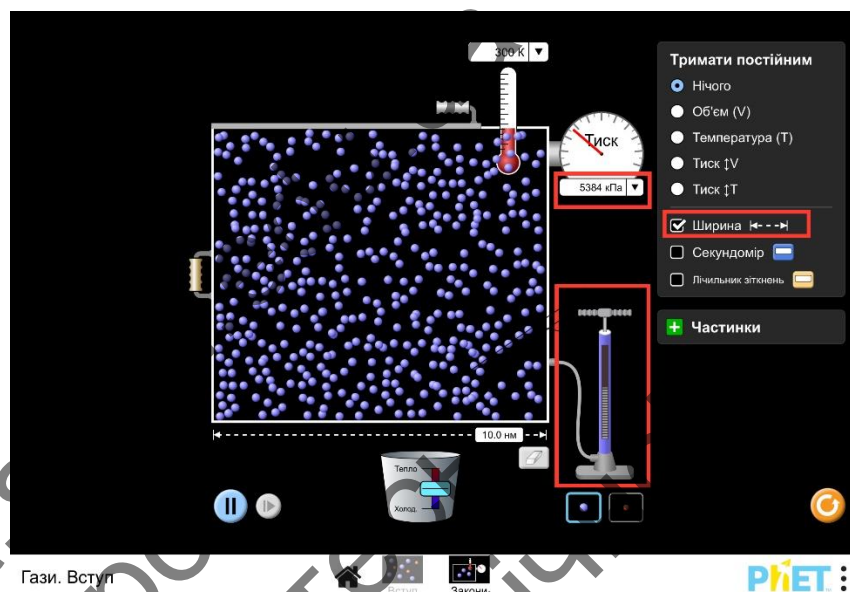 300 K
Тиск
5384 кПа
10.0 нм
Тепло
Холод.
Тримати постійним
Нічого
Об'єм (V)
Температура (T)
Тиск ↕V
Тиск ↕T
Ширина
Секундомір
Лічильник зіткнень
Частинки
Гази. Вступ
Вступ
Закони-
PhET